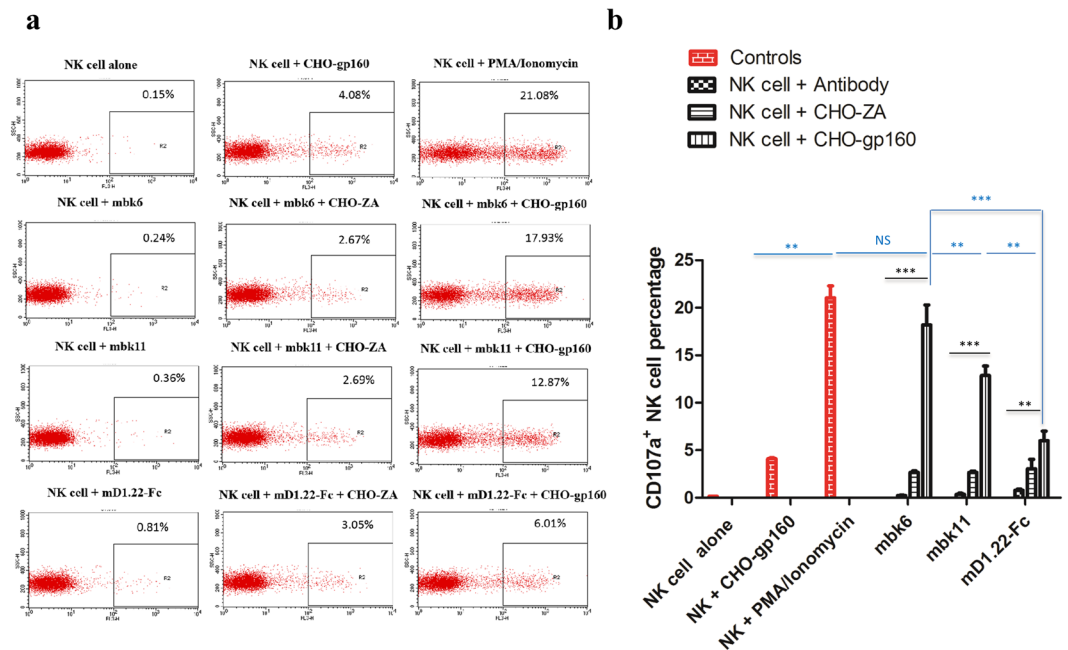 a
NK cell alone
NK cell + CHO-gp160
NK cell + PMA/Ionomycin
0.15%
4.08%
21.08%
NK cell + mbk6
NK cell + mbk6 + CHO-ZA
NK cell + mbk6 + CHO-gp160
0.24%
2.67%
17.93%
NK cell + mbk11
NK cell + mbk11 + CHO-ZA
NK cell + mbk11 + CHO-gp160
0.36%
2.69%
12.87%
NK cell + mD1.22-Fc
NK cell + mD1.22-Fc + CHO-ZA
NK cell + mD1.22-Fc + CHO-gp160
0.81%
3.05%
6.01%
b
Controls
NK cell + Antibody
NK cell + CHO-ZA
NK cell + CHO-gp160
***
** NS ** **
***
***
**
CD107a+ NK cell percentage
25
20
15
10
5
0
NK cell alone
NK + CHO-gp160
NK + PMA/Ionomycin
mbk6
mbk11
mD1.22-Fc